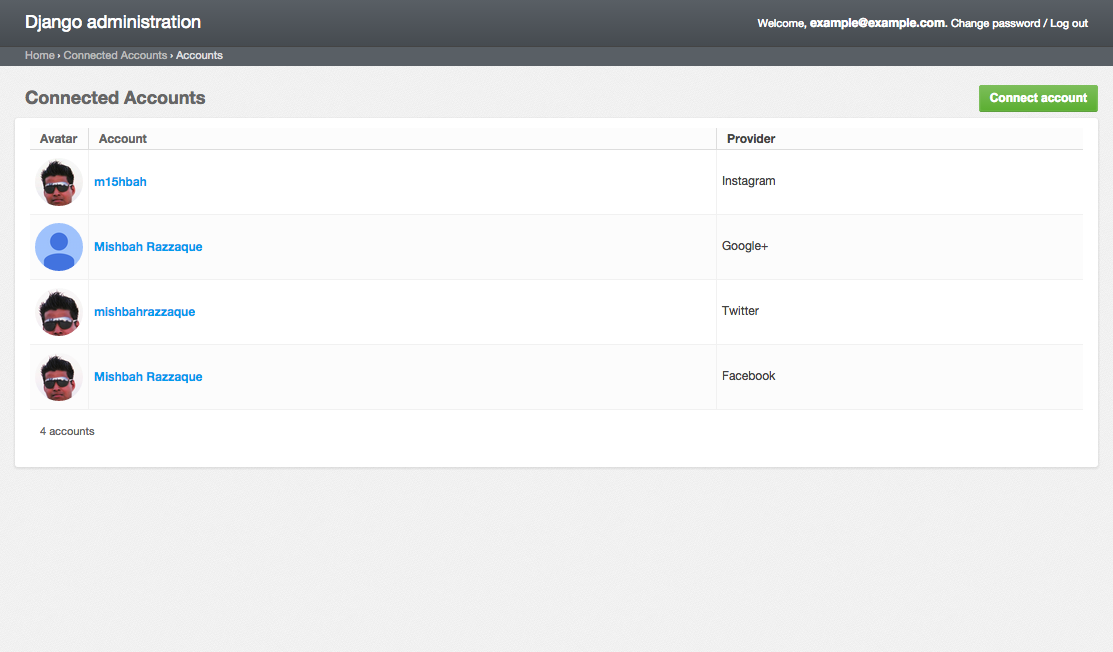 Django administration
Welcome, example@example.com. Change password / Log out
Home › Connected Accounts › Accounts
Connected Accounts
Connect account
Avatar Account Provider
m15hbah Instagram
Mishbah Razzaque Google+
mishbahrazzaque Twitter
Mishbah Razzaque Facebook
4 accounts